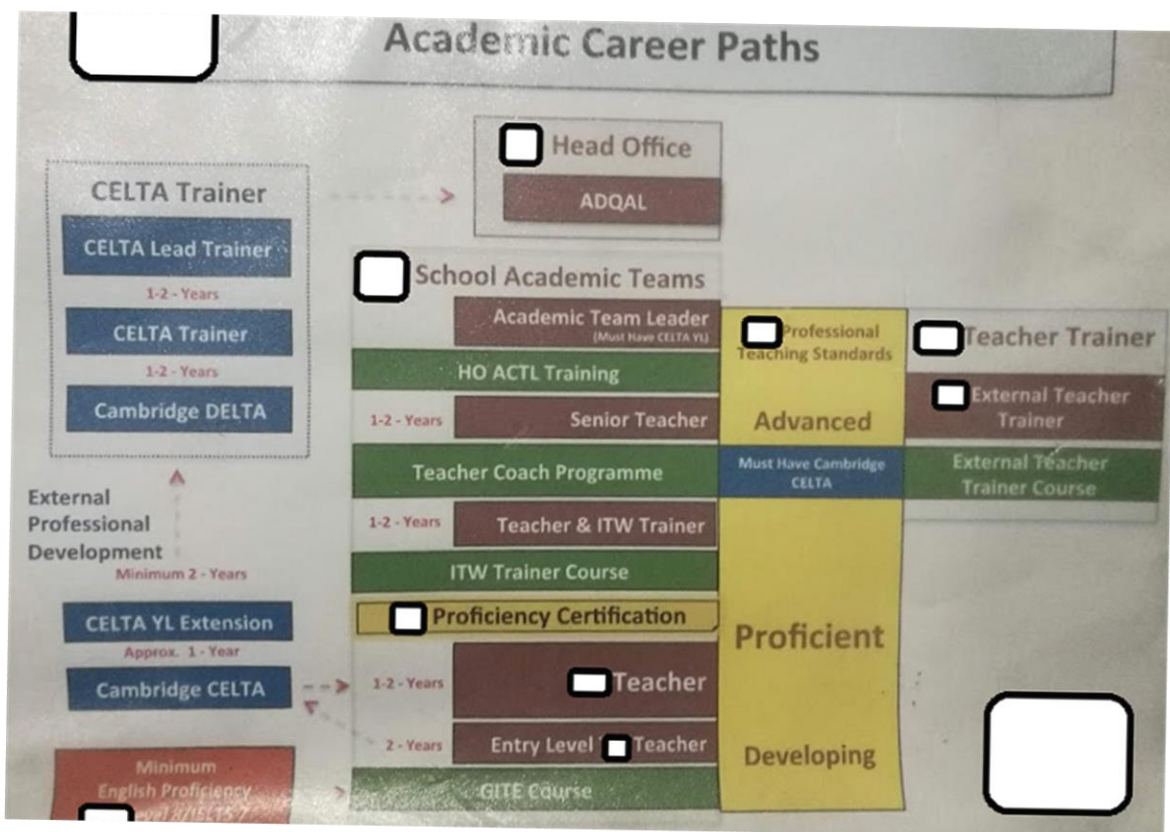 Academic Career Paths
Head Office
ADQAL
CELTA Trainer
CELTA Lead Trainer
1-2 - Years
CELTA Trainer
1-2 - Years
Cambridge DELTA
External
Professional
Development
Minimum 2 - Years
CELTA YL Extension
Approx. 1 - Year
Cambridge CELTA
Minimum
English Proficiency
School Academic Teams
Academic Team Leader
(Must Have CELTA YL)
HO ACTL Training
1-2 - Years Senior Teacher
Teacher Coach Programme
1-2 - Years Teacher & ITW Trainer
ITW Trainer Course
Proficiency Certification
1-2 - Years Teacher
2 - Years Entry Level Teacher
GITE Course
Professional
Teaching Standards
Advanced
Must Have Cambridge
CELTA
Proficient
Developing
Teacher Trainer
External Teacher
Trainer
External Teacher
Trainer Course